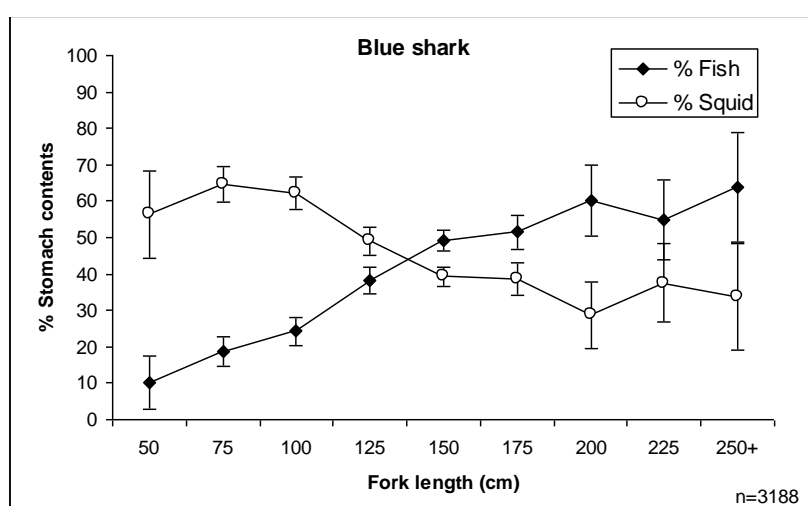 Blue shark
% Fish
% Squid
% Stomach contents
100
90
80
70
60
50
40
30
20
10
0
50 75 100 125 150 175 200 225 250+
Fork length (cm)
n=3188